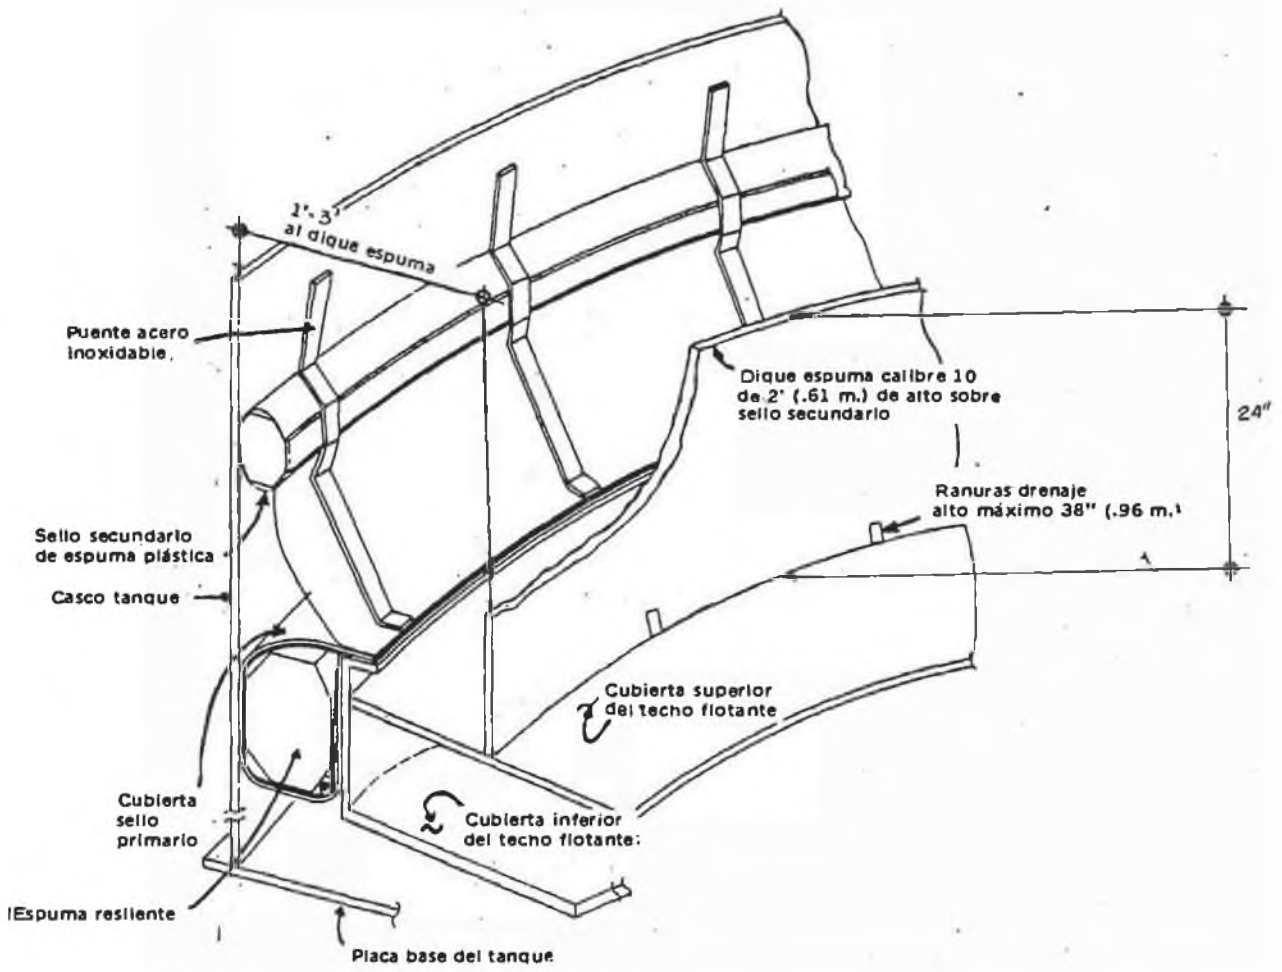 1'- 3'
al dique espuma
Puente acero
inoxidable.
Dique espuma calibre 10
de 2' (.61 m.) de alto sobre
sello secundario
24"
Ranuras drenaje
alto máximo 38" (.96 m.
Sello secundario
de espuma plástica
Casco tanque
Cubierta superior
del techo flotante
Cubierta
sello
primario
Cubierta inferior
del techo flotante
Espuma resliente
Placa base del tanque